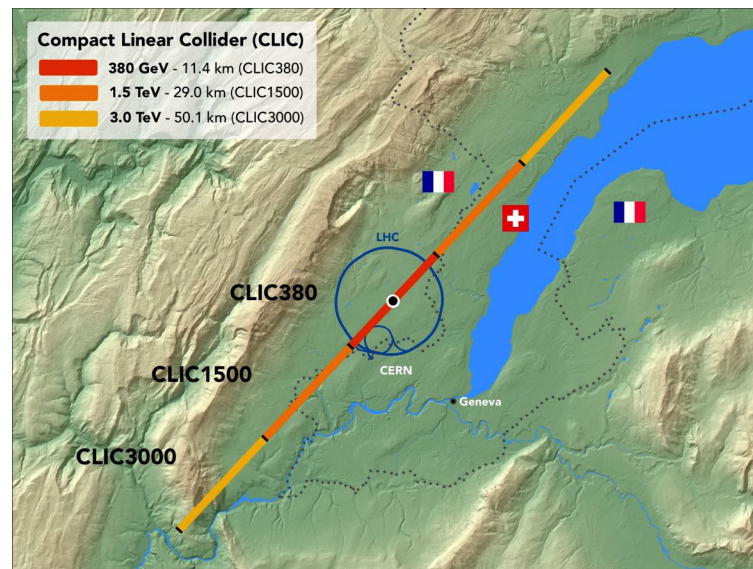 Compact Linear Collider (CLIC)
380 GeV - 11.4 km (CLIC380)
1.5 TeV - 29.0 km (CLIC1500)
3.0 TeV - 50.1 km (CLIC3000)
LHC
CLIC380
CERN
CLIC1500
Geneva
CLIC3000